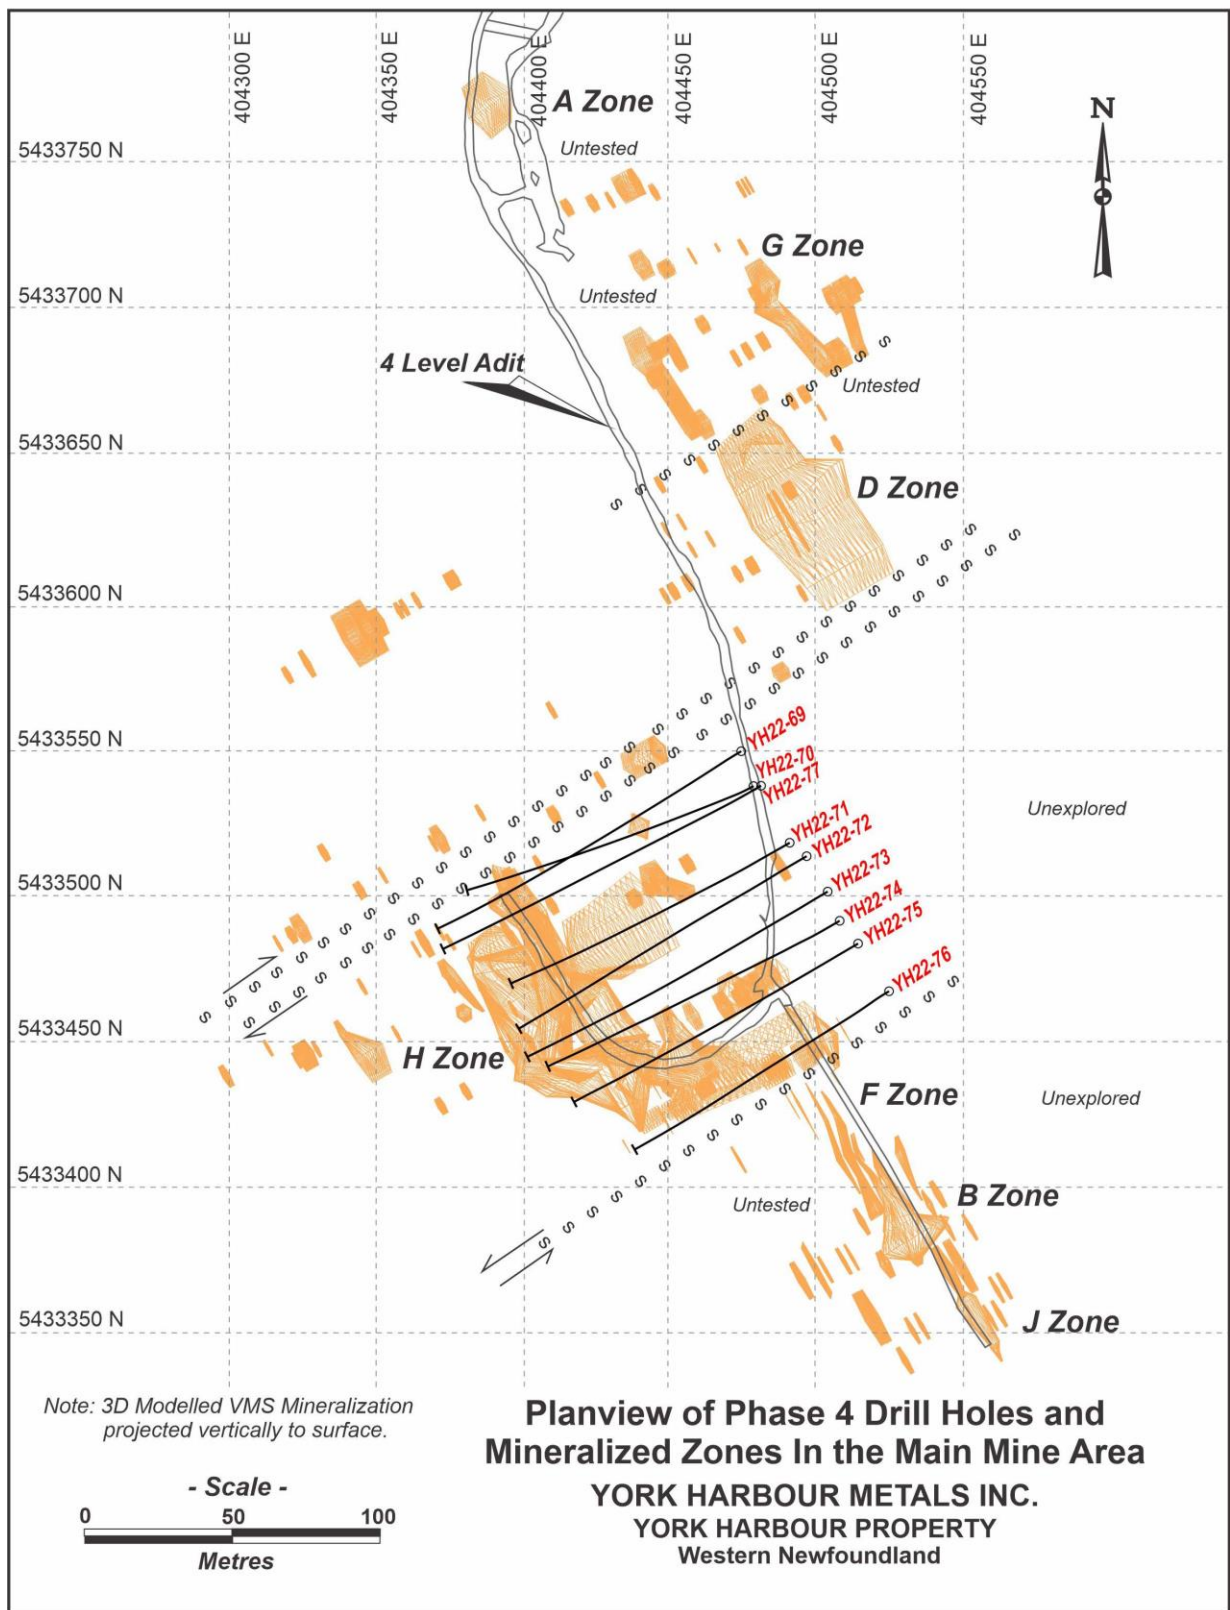 404300 E
404350 E
404400 E
404450 E
404500 E
404550 E
N
A Zone
Untested
5433750 N
G Zone
Untested
5433700 N
4 Level Adit
Untested
5433650 N
D Zone
5433600 N
5433550 N
YH22-69
YH22-70
YH22-77
Unexplored
YH22-71
YH22-72
YH22-73
5433500 N
YH22-74
YH22-75
YH22-76
5433450 N
H Zone
F Zone
Unexplored
5433400 N
B Zone
Untested
5433350 N
J Zone
Note: 3D Modelled VMS Mineralization
projected vertically to surface.
- Scale -
0 50 100
Metres
Planview of Phase 4 Drill Holes and
Mineralized Zones In the Main Mine Area
YORK HARBOUR METALS INC.
YORK HARBOUR PROPERTY
Western Newfoundland